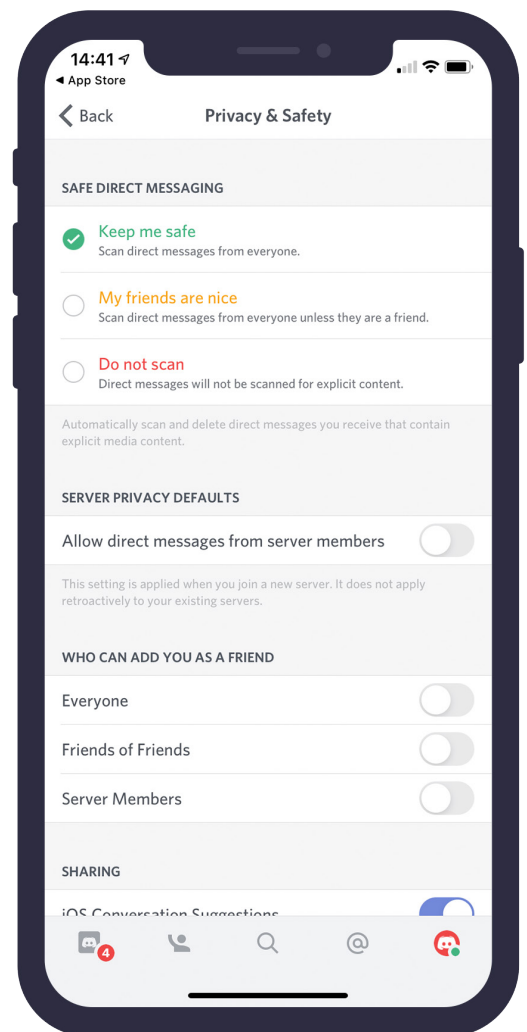 14:41
App Store
Back
Privacy & Safety
SAFE DIRECT MESSAGING
Keep me safe
Scan direct messages from everyone.
My friends are nice
Scan direct messages from everyone unless they are a friend.
Do not scan
Direct messages will not be scanned for explicit content.
Automatically scan and delete direct messages you receive that contain
explicit media content.
SERVER PRIVACY DEFAULTS
Allow direct messages from server members
This setting is applied when you join a new server. It does not apply
retroactively to your existing servers.
WHO CAN ADD YOU AS A FRIEND
Everyone
Friends of Friends
Server Members
SHARING
iOS Conversation Suggestions
4
@